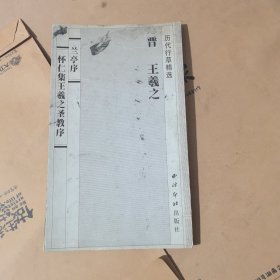 历代行草精选
晋 王羲之
兰亭序
怀仁集王羲之圣教序
西泠印社出版社